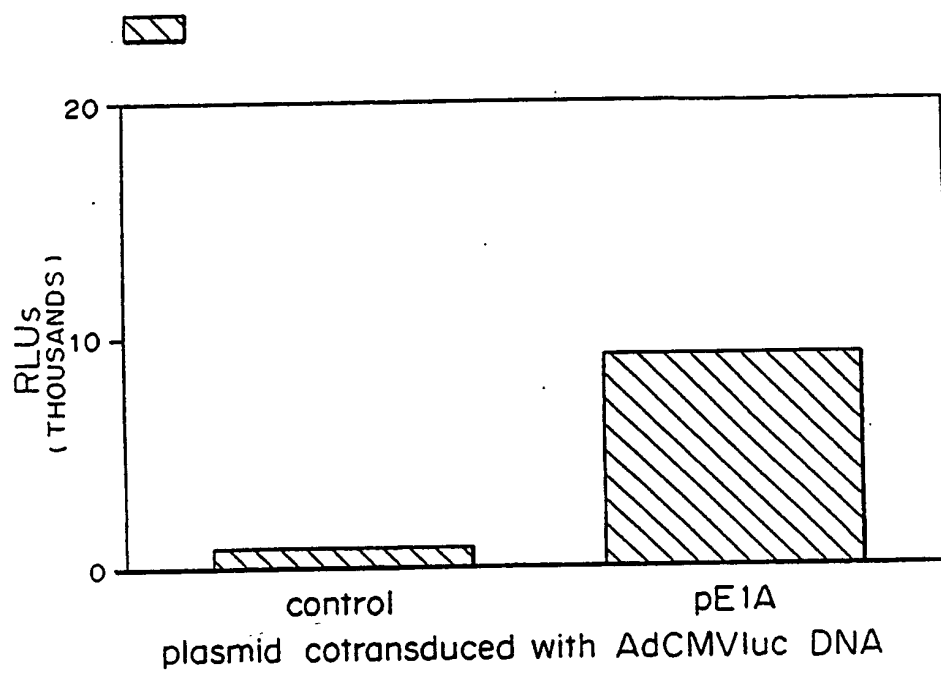 20
10
0
RLUs
(THOUSANDS)
control
pE1A
plasmid cotransduced with AdCMVluc DNA